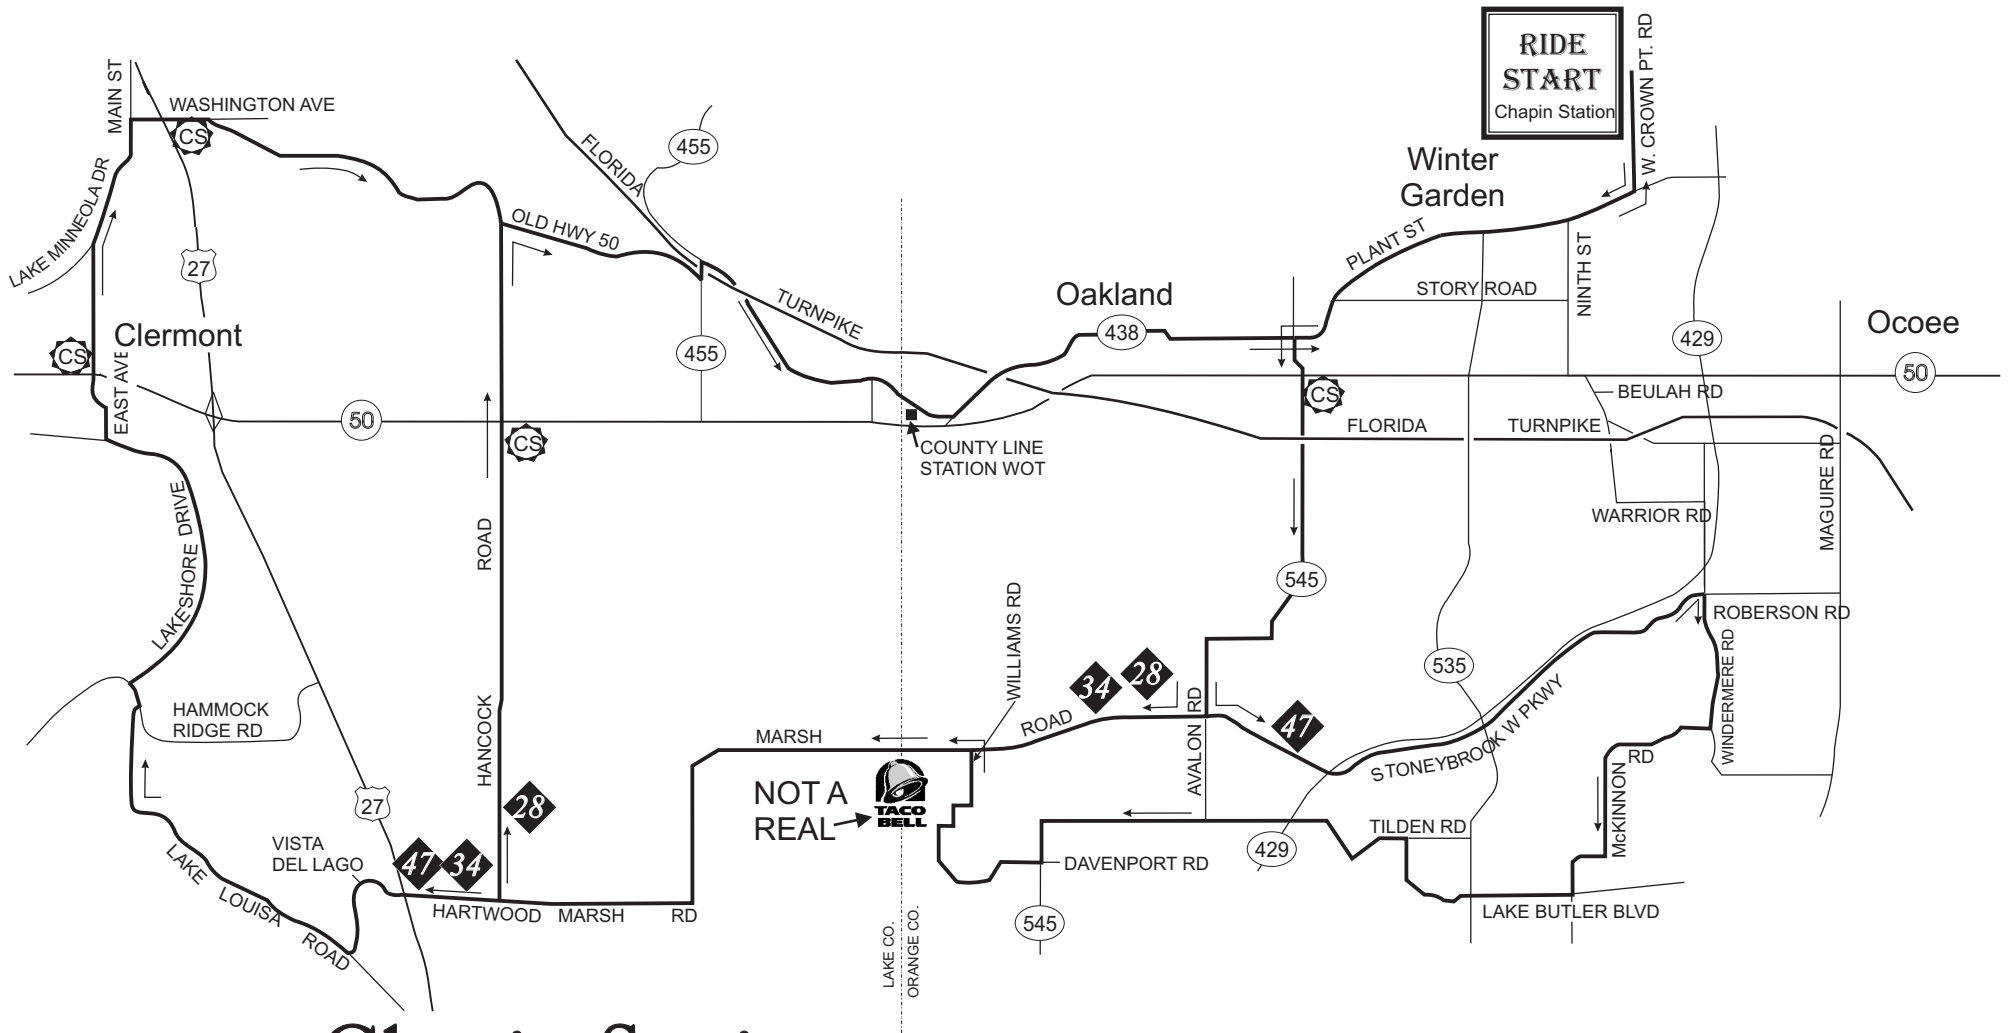 RIDE
START
Chapin Station
W. CROWN PT. RD
MAIN ST
WASHINGTON AVE
CS
LAKE MINNEOLA DR
FLORIDA
455
Winter
Garden
OLD HWY 50
27
PLANT ST
NINTH ST
STORY ROAD
Oakland
TURNPIKE
438
429
Ocoee
Clermont
CS
EAST AVE
455
50
50
CS
BEULAH RD
FLORIDA TURNPIKE
CS
COUNTY LINE
STATION WOT
MAGUIRE RD
WARRIOR RD
LAKESHORE DRIVE
HANCOCK ROAD
545
WILLIAMS RD
ROBERSON RD
WINDERMERE RD
535
34
28
47
HAMMOCK
RIDGE RD
MARSH ROAD
AVALON RD
STONEYBROOK W PKWY
McKINNON RD
NOT A
REAL
TACO
BELL
28
27
VISTA
DEL LAGO
47
34
TILDEN RD
429
DAVENPORT RD
LAKE LOUISA ROAD
HARTWOOD MARSH RD
545
LAKE BUTLER BLVD
LAKE CO.
ORANGE CO.